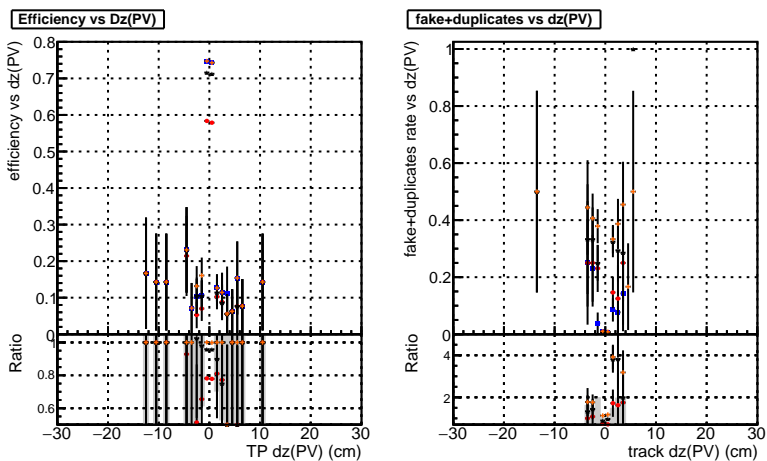 Efficiency vs Dz(PV)
efficiency vs dz(PV)
0.8
0.7
0.6
0.5
0.4
0.3
0.2
0.1
0
Ratio
1
0.8
0.6
−30 −20 −10 0 10 20 30
TP dz(PV) (cm)
fake+duplicates vs dz(PV)
fake+duplicates rate vs dz(PV)
1
0.8
0.6
0.4
0.2
0
Ratio
4
2
−30 −20 −10 0 10 20 30
track dz(PV) (cm)